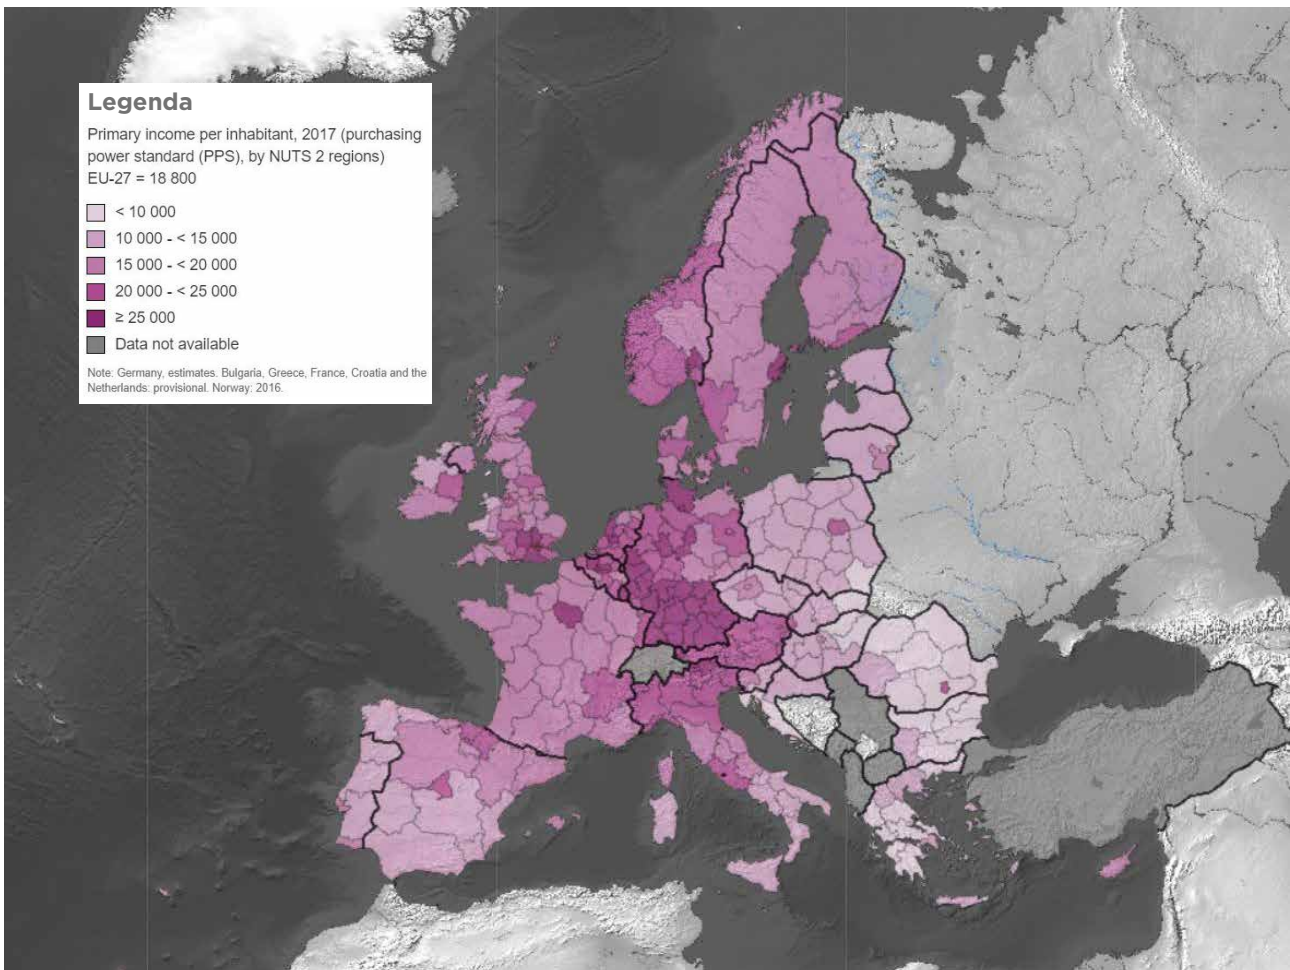 Legenda
Primary income per inhabitant, 2017 (purchasing
power standard (PPS), by NUTS 2 regions)
EU-27 = 18 800
< 10 000
10 000 - < 15 000
15 000 - < 20 000
20 000 - < 25 000
≥ 25 000
Data not available
Note: Germany, estimates. Bulgaria, Greece, France, Croatia and the
Netherlands: provisional. Norway: 2016.